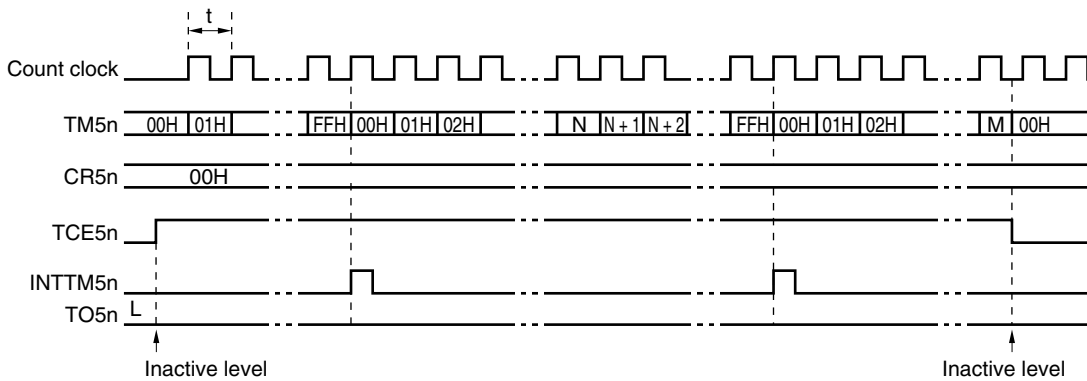 t
Count clock
TM5n 00H 01H FFH 00H 01H 02H N N + 1 N + 2 FFH 00H 01H 02H M 00H
CR5n 00H
TCE5n
INTTM5n
TO5n L
Inactive level Inactive level